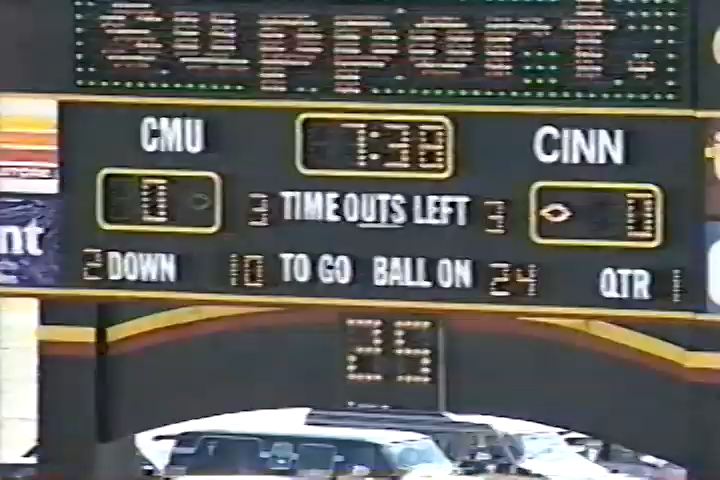 support.
CMU 7:38 CINN
0 3 TIME OUTS LEFT 3
2 DOWN 10 TO GO BALL ON 24 QTR 1
25
nt